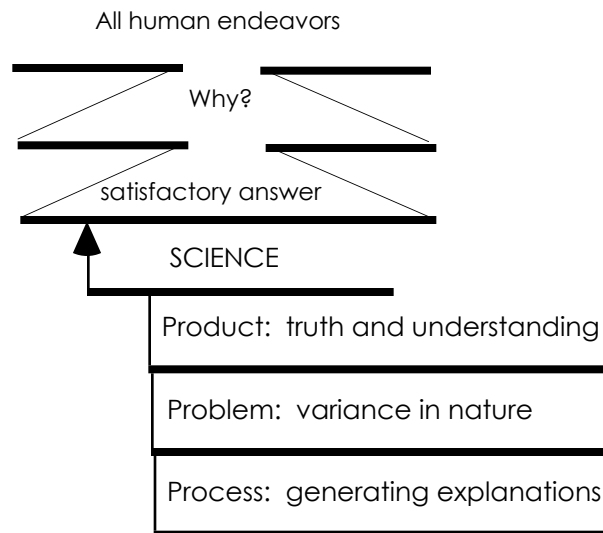 All human endeavors
Why?
satisfactory answer
SCIENCE
Product: truth and understanding
Problem: variance in nature
Process: generating explanations